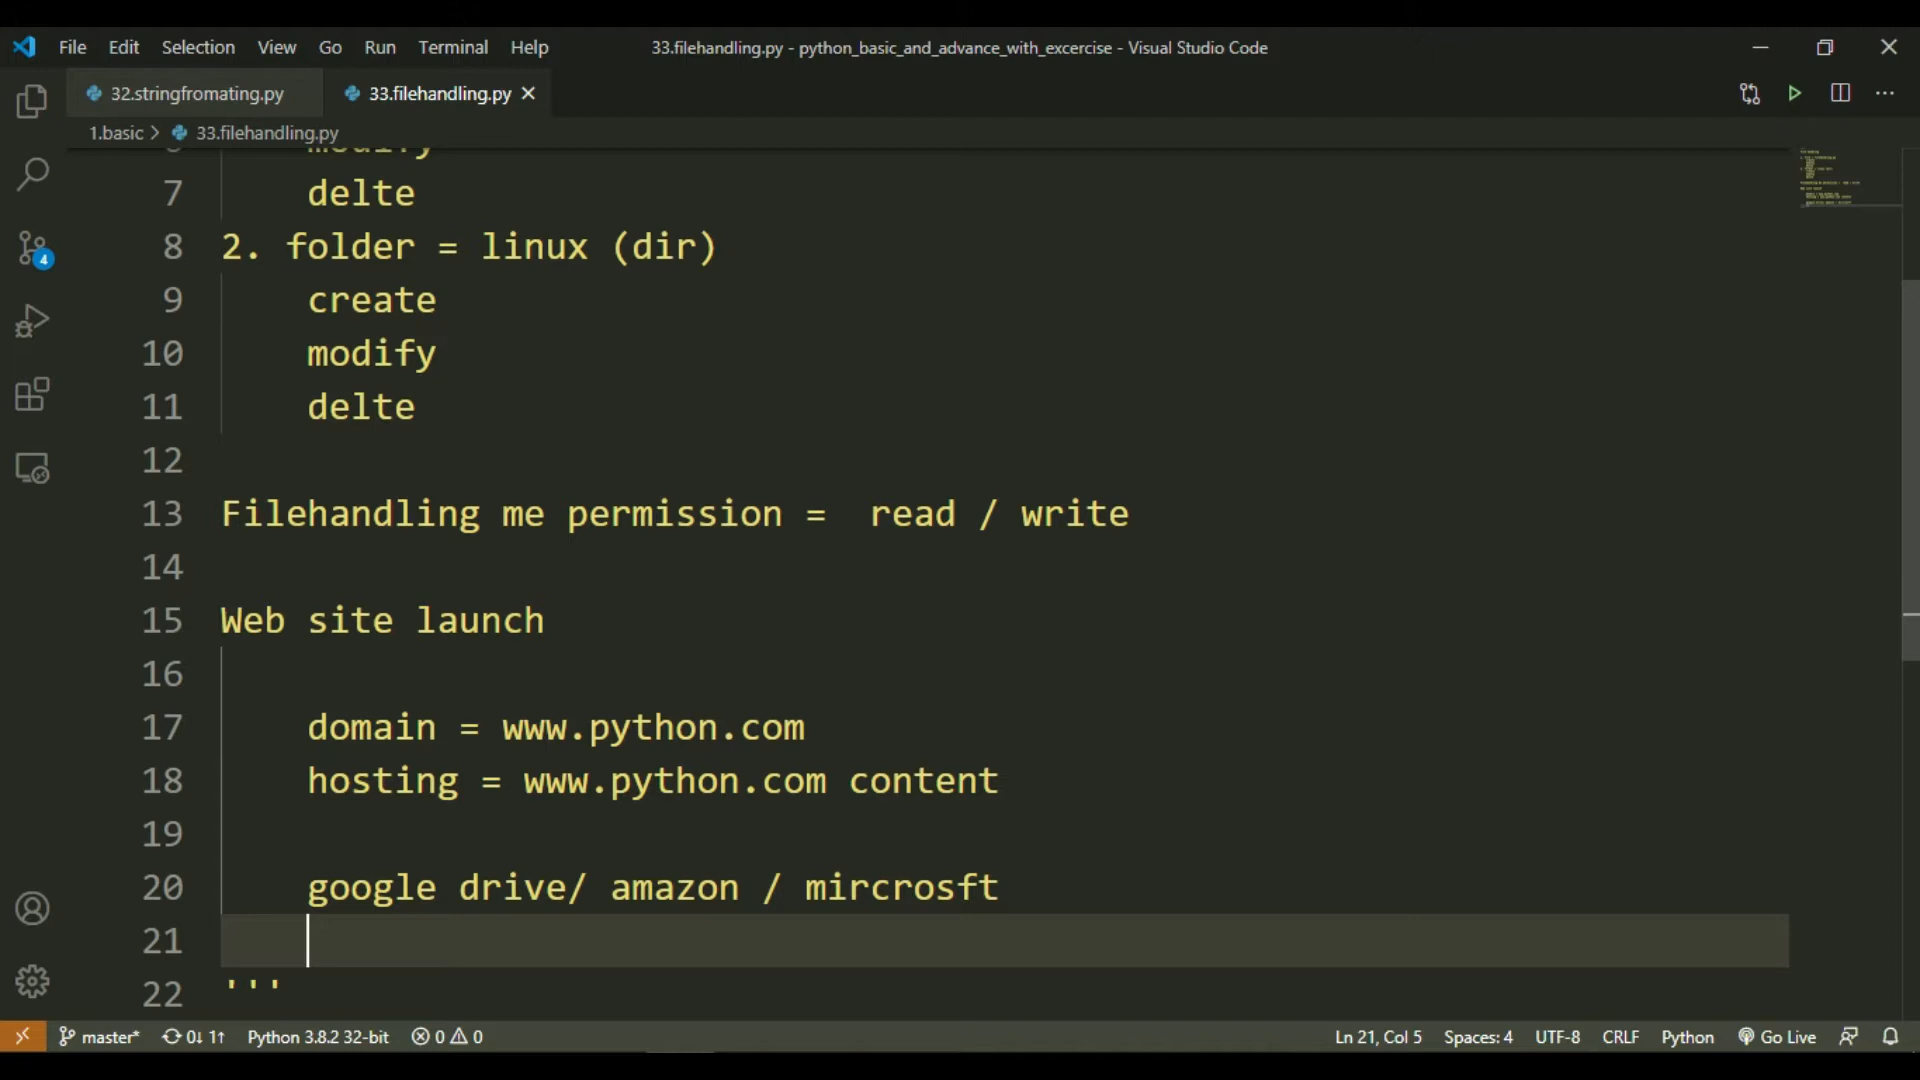 File Edit Selection View Go Run Terminal Help 33.filehandling.py - python_basic_and_advance_with_excercise - Visual Studio Code
32.stringfromating.py 33.filehandling.py
1.basic > 33.filehandling.py
modify
7 delte
8 2. folder = linux (dir)
9 create
10 modify
11 delte
12
13 Filehandling me permission = read / write
14
15 Web site launch
16
17 domain = www.python.com
18 hosting = www.python.com content
19
20 google drive/ amazon / mircrosft
21
22 '''
4
master* 0↓ 1↑ Python 3.8.2 32-bit 0 0 Ln 21, Col 5 Spaces: 4 UTF-8 CRLF Python Go Live